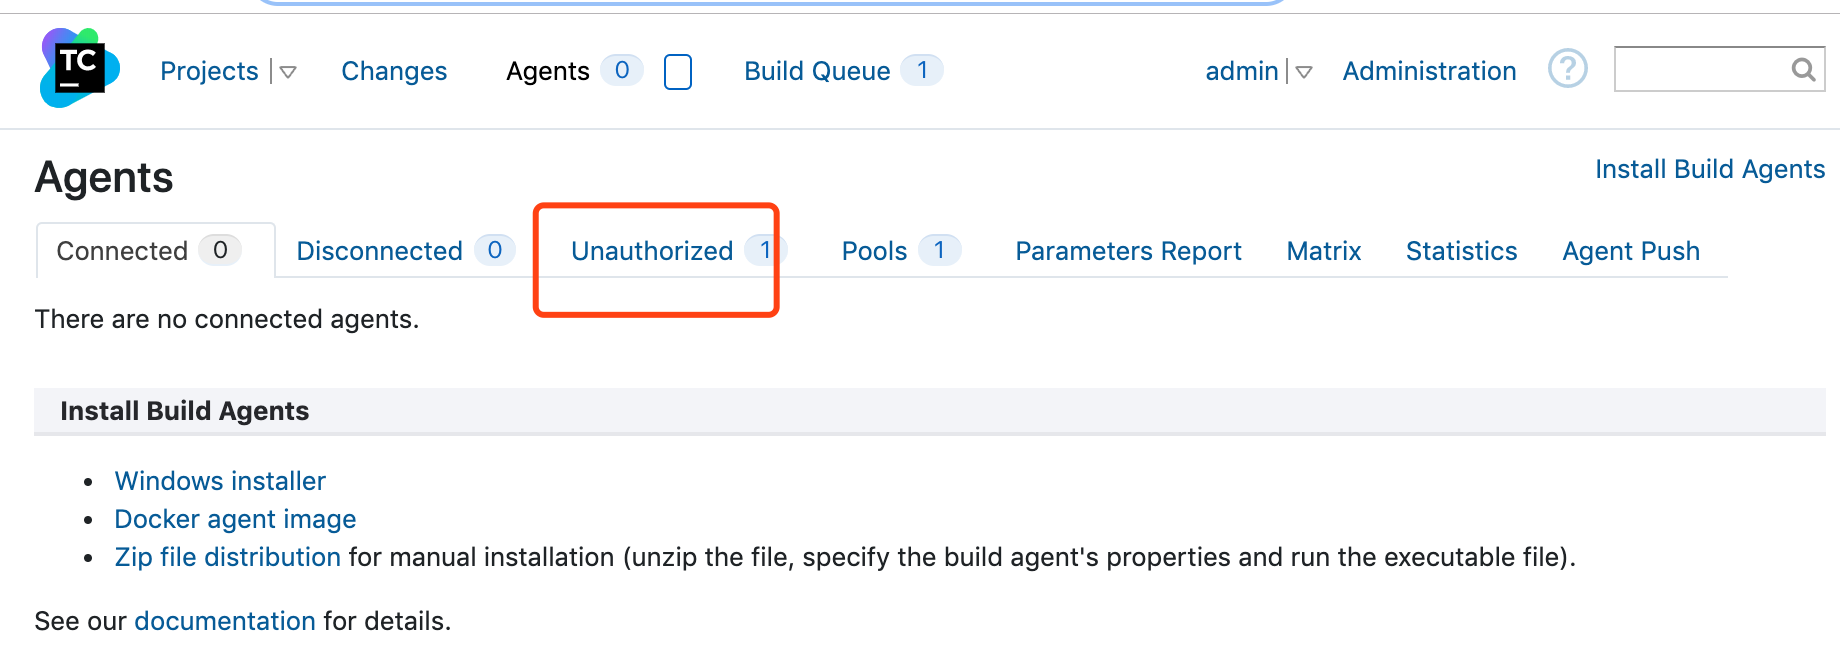 TC
Projects Changes Agents 0 Build Queue 1 admin Administration ?
Agents
Install Build Agents
Connected 0 Disconnected 0 Unauthorized 1 Pools 1 Parameters Report Matrix Statistics Agent Push
There are no connected agents.
Install Build Agents
• Windows installer
• Docker agent image
• Zip file distribution for manual installation (unzip the file, specify the build agent's properties and run the executable file).
See our documentation for details.